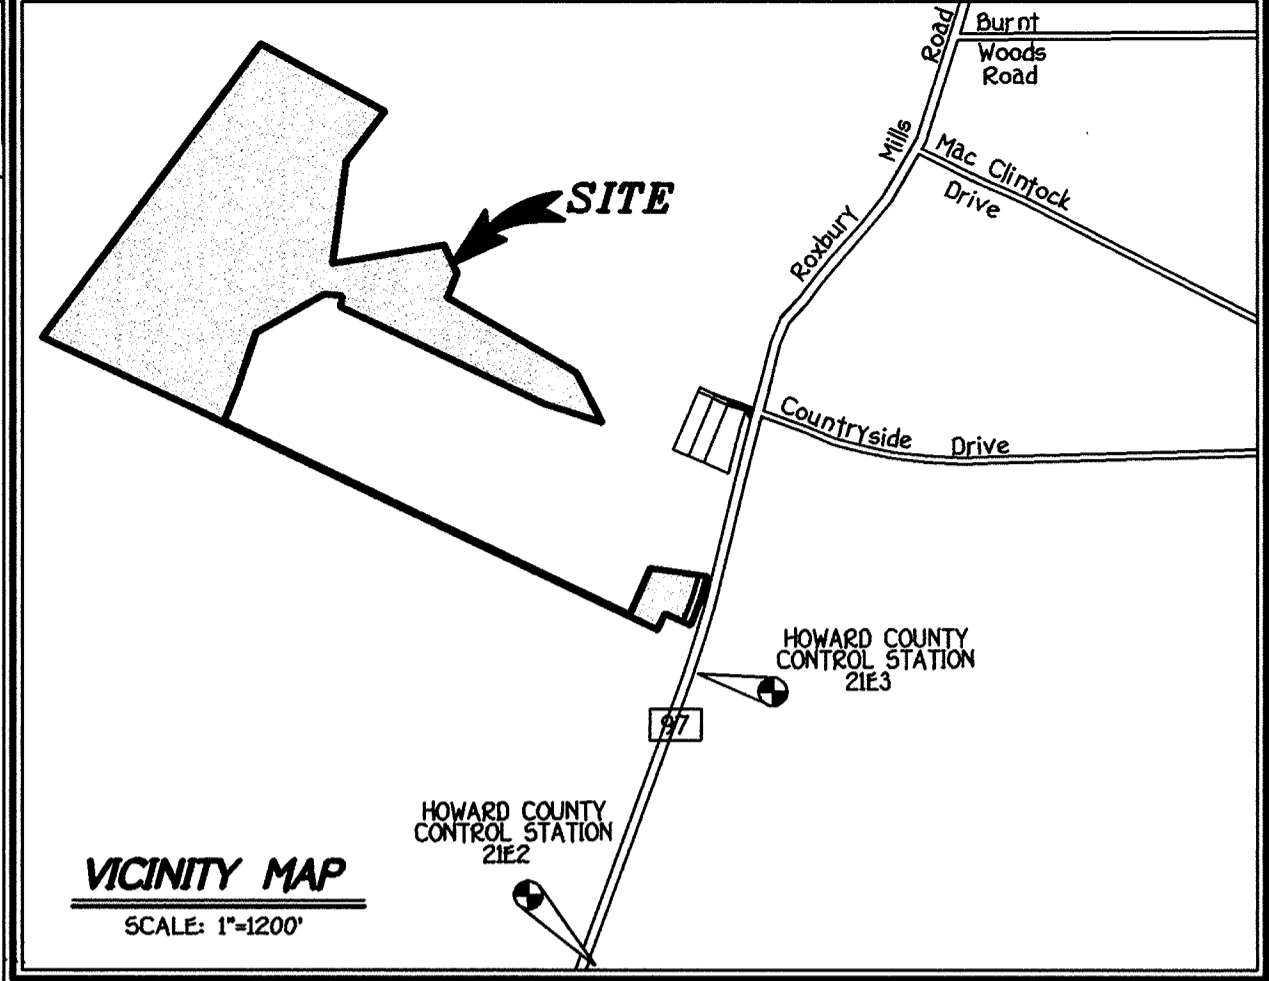 Burnt
Woods
Road
Roxbury Mills Road
Mac Clintock
Drive
SITE
Countryside Drive
HOWARD COUNTY
CONTROL STATION
21E3
97
HOWARD COUNTY
CONTROL STATION
21E2
VICINITY MAP
SCALE: 1"=1200'